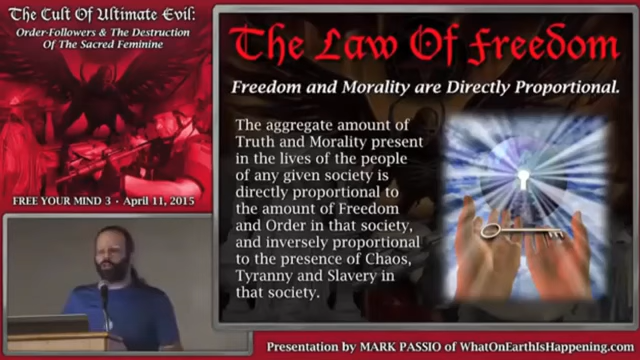 The Cult Of Ultimate Evil:
Order-Followers & The Destruction
Of The Sacred Feminine
FREE YOUR MIND 3 · April 11, 2015
The Law Of Freedom
Freedom and Morality are Directly Proportional.
The aggregate amount of
Truth and Morality present
in the lives of the people
of any given society is
directly proportional to
the amount of Freedom
and Order in that society,
and inversely proportional
to the presence of Chaos,
Tyranny and Slavery in
that society.
Presentation by MARK PASSIO of WhatOnEarthIsHappening.com